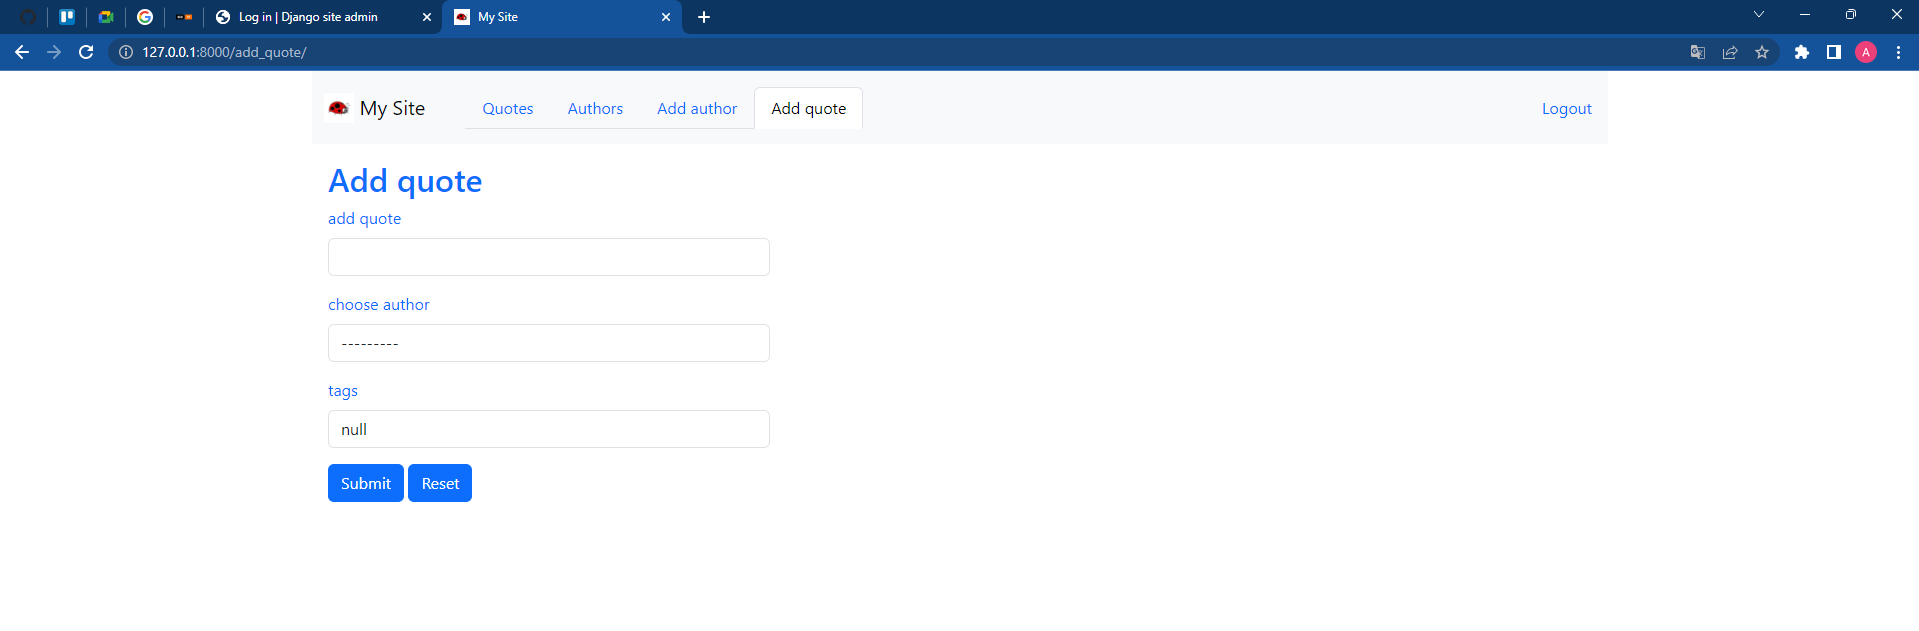 Log in | Django site admin
My Site
127.0.0.1:8000/add_quote/
A
My Site
Quotes
Authors
Add author
Add quote
Logout
Add quote
add quote
choose author
---------
tags
null
Submit
Reset